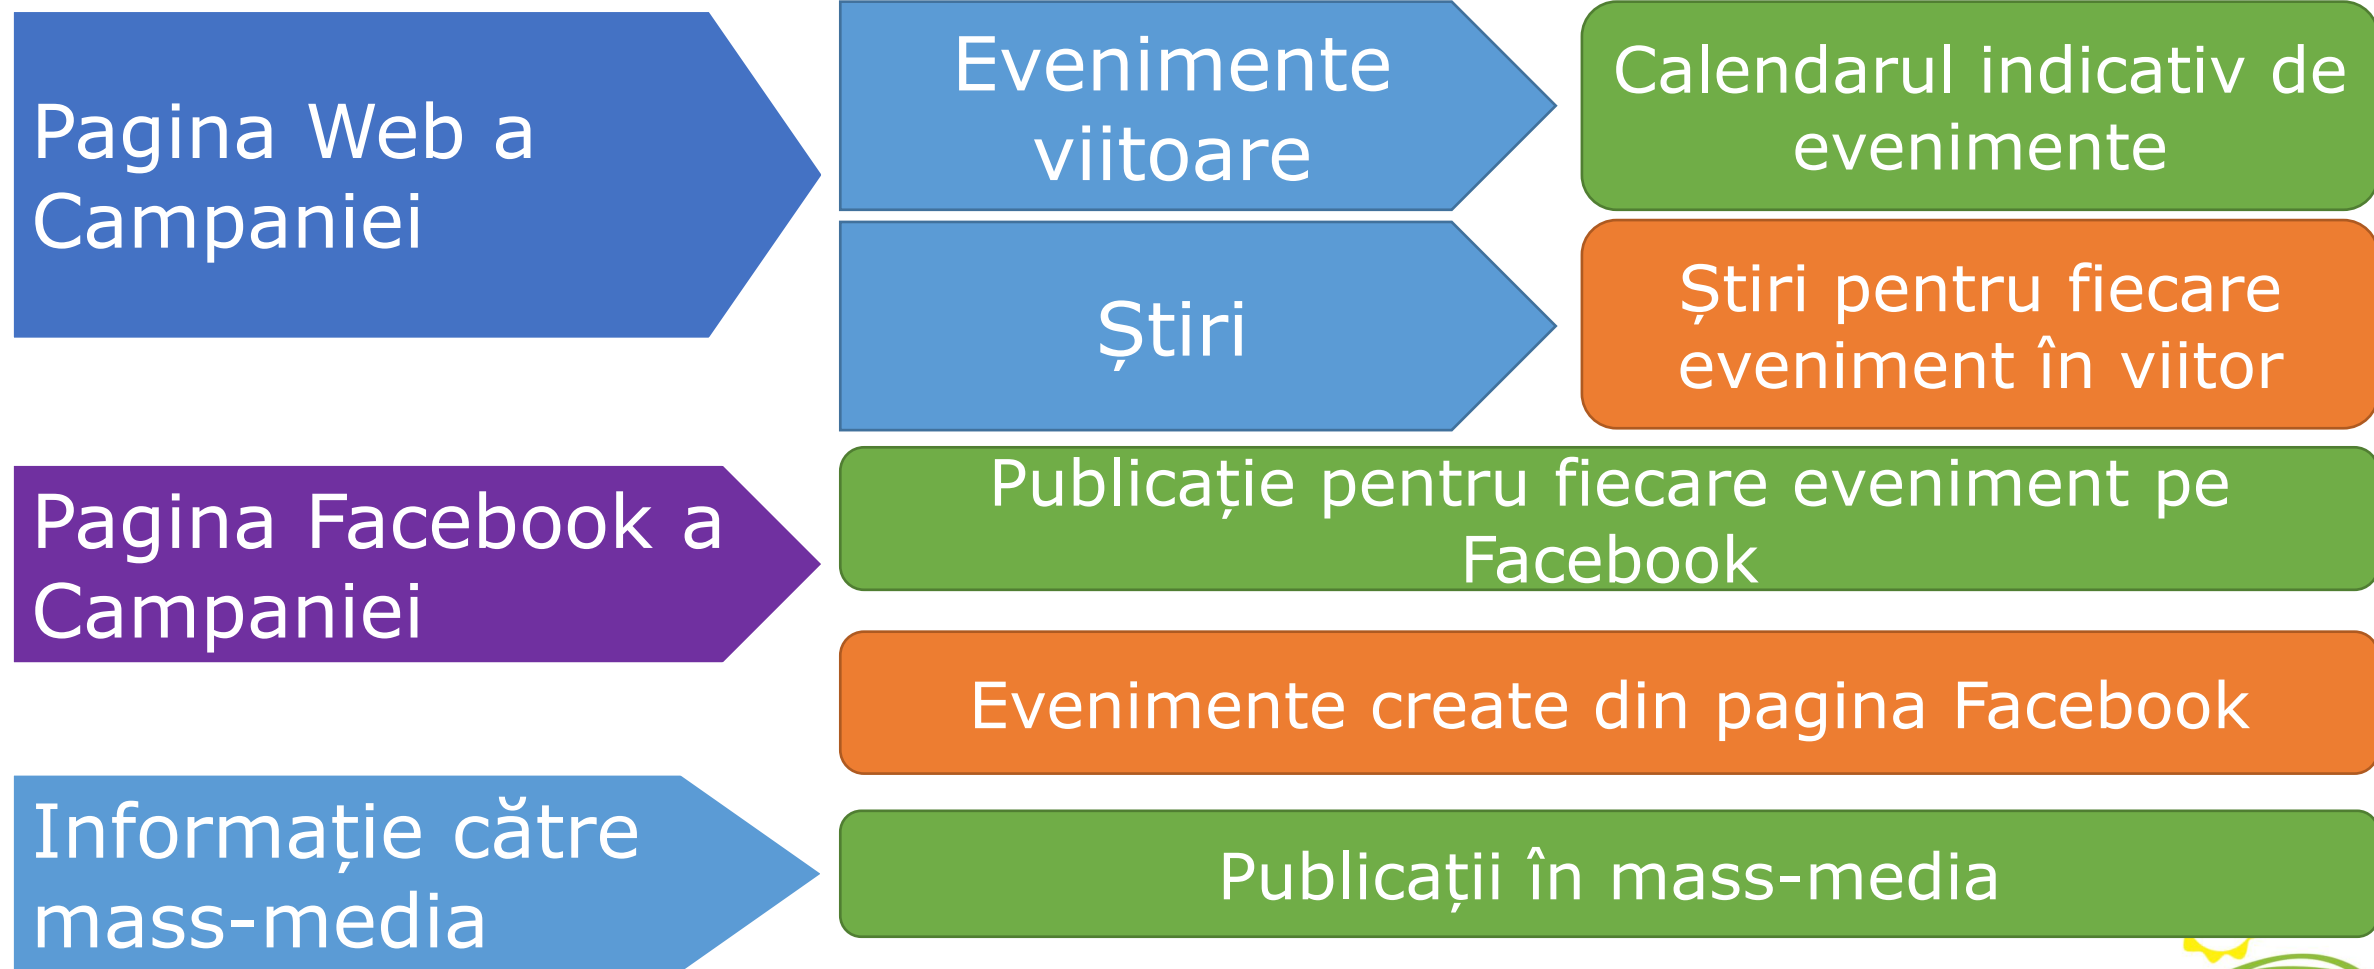 Pagina Web a
Campaniei
Evenimente
viitoare
Calendarul indicativ de
evenimente
Știri
Știri pentru fiecare
eveniment în viitor
Pagina Facebook a
Campaniei
Publicație pentru fiecare eveniment pe
Facebook
Evenimente create din pagina Facebook
Informație către
mass-media
Publicații în mass-media